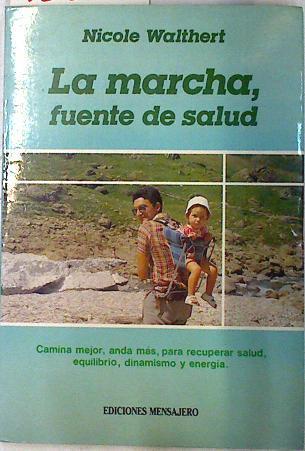 Nicole Walthert
La marcha,
fuente de salud
Camina mejor, anda más, para recuperar salud,
equilibrio, dinamismo y energía.
EDICIONES MENSAJERO